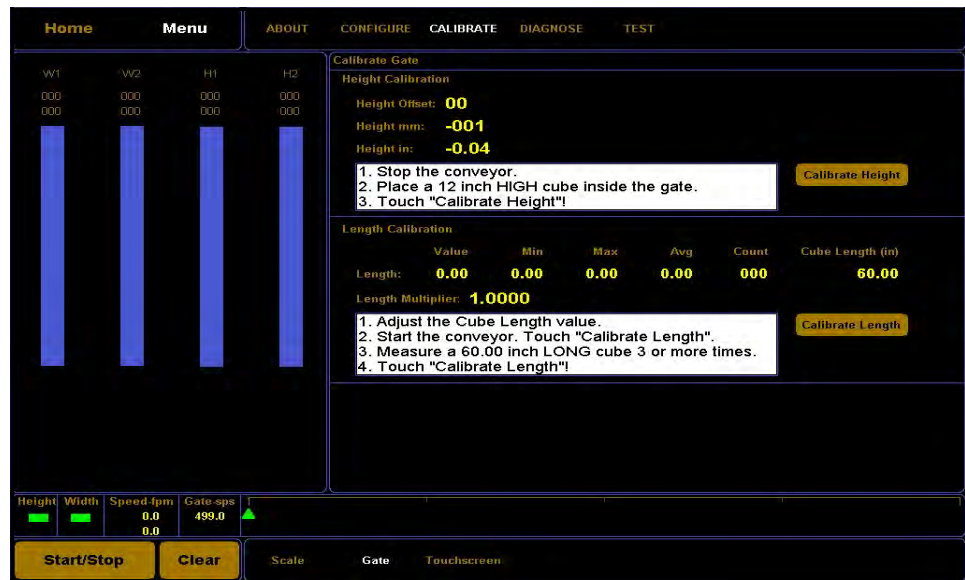 Home Menu ABOUT CONFIGURE CALIBRATE DIAGNOSE TEST
W1 W2 H1 H2
000 000 000 000
000 000 000 000
Calibrate Gate
Height Calibration
Height Offset: 00
Height mm: -001
Height in: -0.04
1. Stop the conveyor.
2. Place a 12 inch HIGH cube inside the gate.
3. Touch "Calibrate Height"!
Calibrate Height
Length Calibration
Value Min Max Avg Count Cube Length (in)
Length: 0.00 0.00 0.00 0.00 000 60.00
Length Multiplier: 1.0000
1. Adjust the Cube Length value.
2. Start the conveyor. Touch "Calibrate Length".
3. Measure a 60.00 inch LONG cube 3 or more times.
4. Touch "Calibrate Length"!
Calibrate Length
Height Width Speed-fpm Gate-sps
0.0 499.0
0.0
Start/Stop Clear Scale Gate Touchscreen